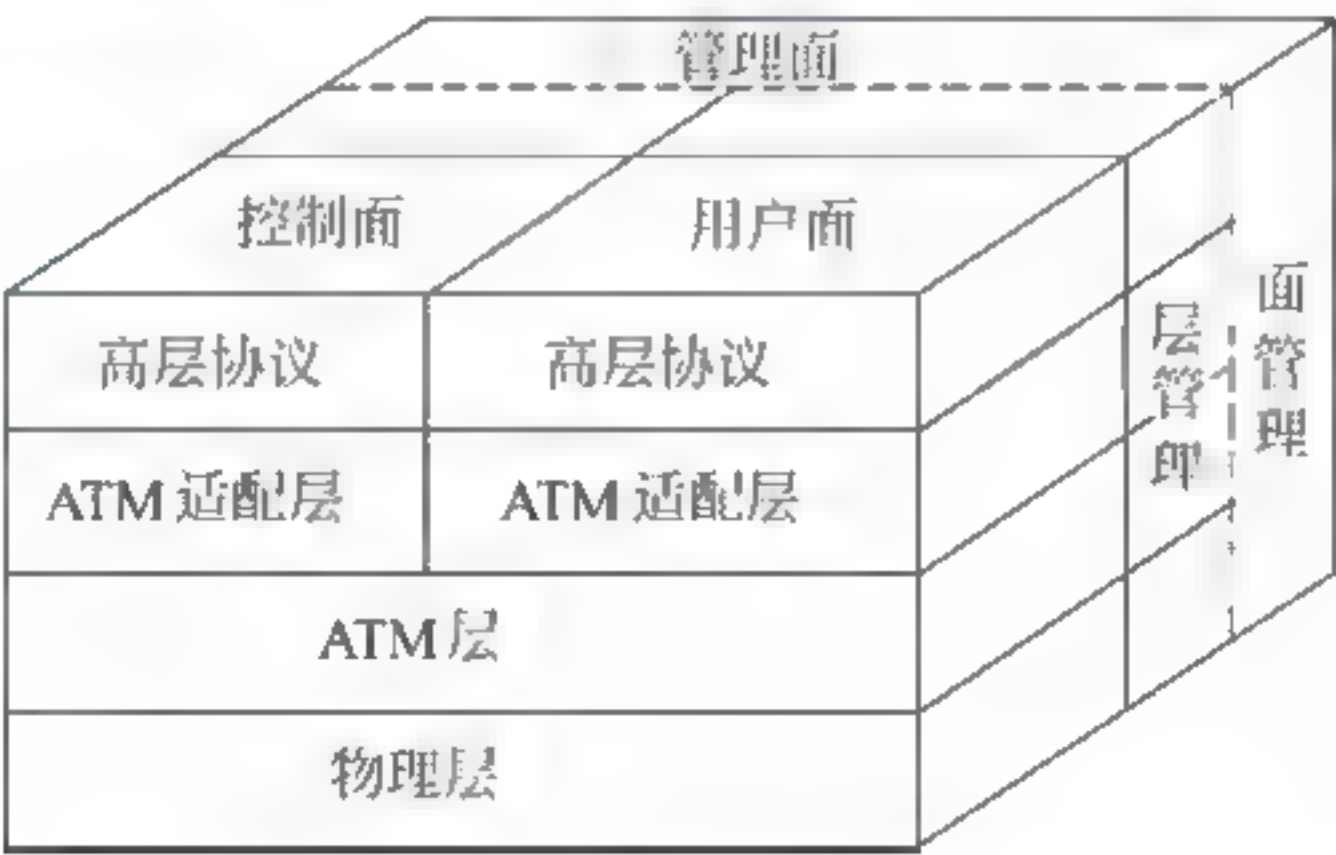 管理面
控制面
用户面
高层协议
高层协议
ATM 适配层
ATM 适配层
ATM 层
物理层
层管理
面管理